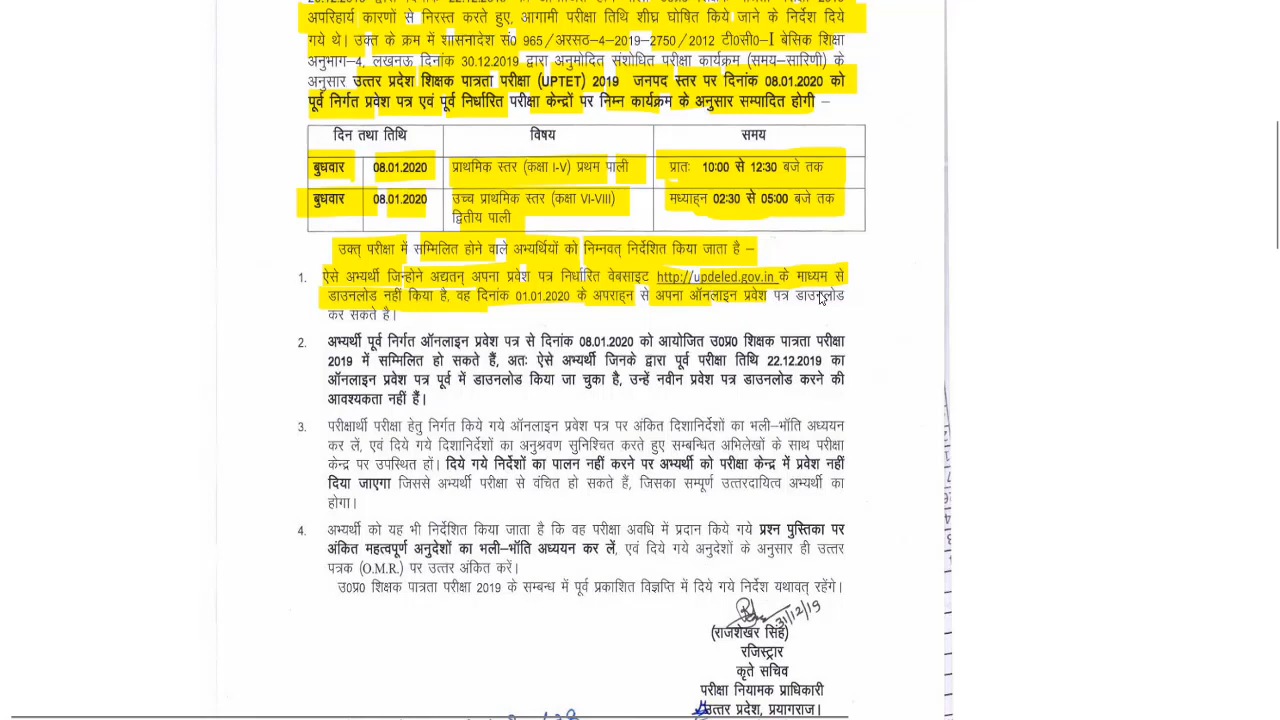 अपरिहार्य कारणों से निरस्त करते हुए, आगामी परीक्षा तिथि शीघ्र घोषित किये जाने के निर्देश दिये
गये थे। उक्त के क्रम में शासनादेश सं0 965/अरसठ-4-2019-2750/2012 टी0सी0-I बेसिक शिक्षा
अनुभाग-4, लखनऊ दिनांक 30.12.2019 द्वारा अनुमोदित संशोधित परीक्षा कार्यक्रम (समय-सारिणी) के
अनुसार उत्तर प्रदेश शिक्षक पात्रता परीक्षा (UPTET) 2019 जनपद स्तर पर दिनांक 08.01.2020 को
पूर्व निर्गत प्रवेश पत्र एवं पूर्व निर्धारित परीक्षा केन्द्रों पर निम्न कार्यक्रम के अनुसार सम्पादित होगी –
दिन तथा तिथि विषय समय
बुधवार 08.01.2020 प्राथमिक स्तर (कक्षा I-V) प्रथम पाली प्रातः 10:00 से 12:30 बजे तक
बुधवार 08.01.2020 उच्च प्राथमिक स्तर (कक्षा VI-VIII) मध्याह्न 02:30 से 05:00 बजे तक
द्वितीय पाली
उक्त् परीक्षा में सम्मिलित होने वाले अभ्यर्थियों को निम्नवत् निर्देशित किया जाता है –
1. ऐसे अभ्यर्थी जिन्होने अद्यतन् अपना प्रवेश पत्र निर्धारित वेबसाइट http://updeled.gov.in के माध्यम से
डाउनलोड नहीं किया है, वह दिनांक 01.01.2020 के अपराह्न से अपना ऑनलाइन प्रवेश पत्र डाउनलोड
कर सकते है।
2. अभ्यर्थी पूर्व निर्गत ऑनलाइन प्रवेश पत्र से दिनांक 08.01.2020 को आयोजित उ0प्र0 शिक्षक पात्रता परीक्षा
2019 में सम्मिलित हो सकते हैं, अतः ऐसे अभ्यर्थी जिनके द्वारा पूर्व परीक्षा तिथि 22.12.2019 का
ऑनलाइन प्रवेश पत्र पूर्व में डाउनलोड किया जा चुका है, उन्हें नवीन प्रवेश पत्र डाउनलोड करने की
आवश्यकता नहीं हैं।
3. परीक्षार्थी परीक्षा हेतु निर्गत किये गये ऑनलाइन प्रवेश पत्र पर अंकित दिशानिर्देशों का भली–भाँति अध्ययन
कर लें, एवं दिये गये दिशानिर्देशों का अनुश्रवण सुनिश्चित करते हुए सम्बन्धित अभिलेखों के साथ परीक्षा
केन्द्र पर उपस्थित हों। दिये गये निर्देशों का पालन नहीं करने पर अभ्यर्थी को परीक्षा केन्द्र में प्रवेश नहीं
दिया जाएगा जिससे अभ्यर्थी परीक्षा से वंचित हो सकते हैं, जिसका सम्पूर्ण उत्तरदायित्व अभ्यर्थी का
होगा।
4. अभ्यर्थी को यह भी निर्देशित किया जाता है कि वह परीक्षा अवधि में प्रदान किये गये प्रश्न पुस्तिका पर
अंकित महत्वपूर्ण अनुदेशों का भली–भाँति अध्ययन कर लें, एवं दिये गये अनुदेशों के अनुसार ही उत्तर
पत्रक (O.M.R.) पर उत्तर अंकित करें।
उ0प्र0 शिक्षक पात्रता परीक्षा 2019 के सम्बन्ध में पूर्व प्रकाशित विज्ञप्ति में दिये गये निर्देश यथावत् रहेंगे।
31/12/19
(राजशेखर सिंह)
रजिस्ट्रार
कृते सचिव
परीक्षा नियामक प्राधिकारी
उत्तर प्रदेश, प्रयागराज।